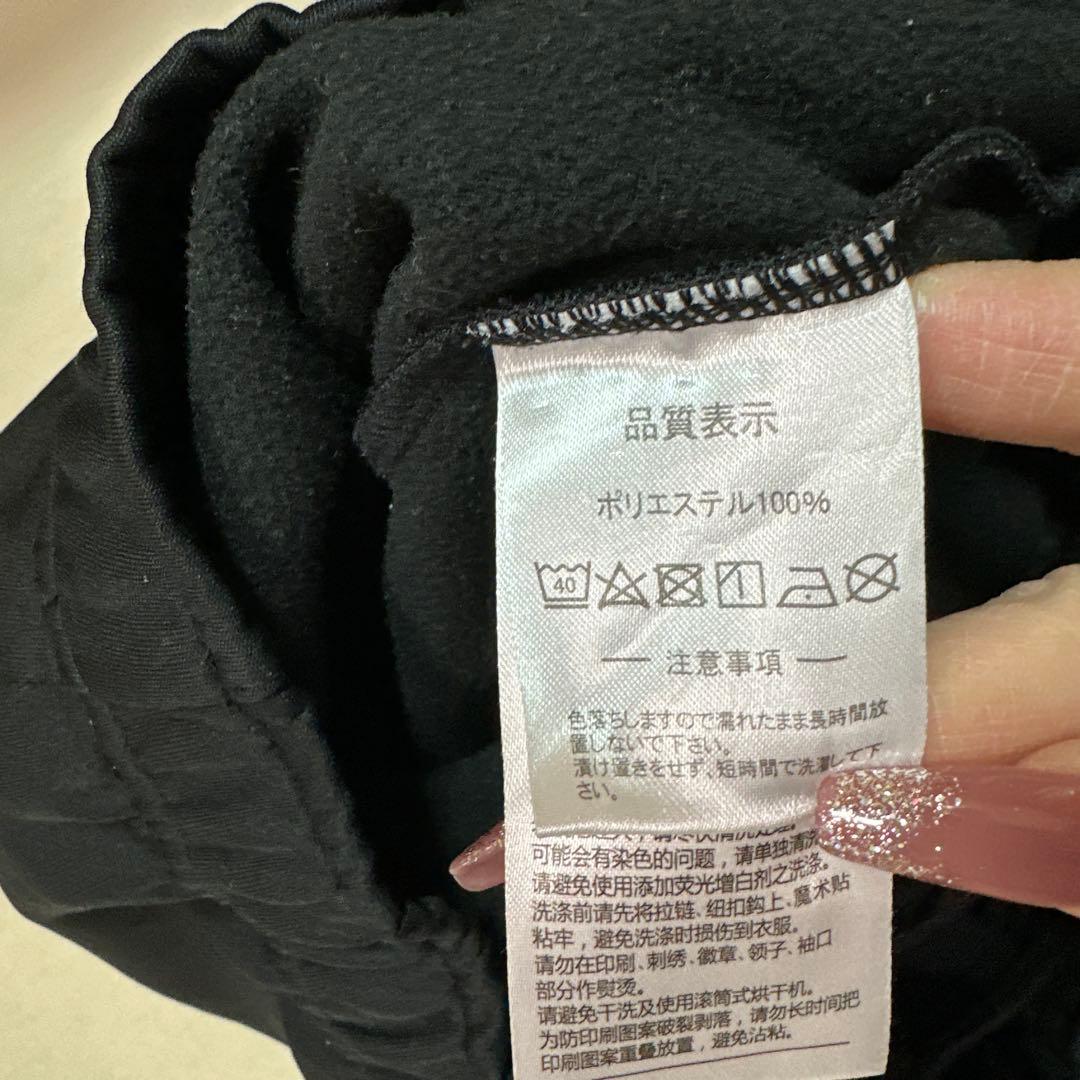 品質表示
ポリエステル100%
40
注意事項
色落ちしますので濡れたまま長時間放
置しないで下さい。
漬け置きをせず、短時間で洗濯して下
さい。
可能会有染色的问题，请单独清洗
请避免使用添加荧光增白剂之洗涤。
洗涤前请先将拉链、纽扣鈎上、魔术贴
粘牢，避免洗涤时损伤到衣服。
请勿在印刷、刺绣、徽章、领子、袖口
部分作熨烫。
请避免干洗及使用滚筒式烘干机。
为防印刷图案破裂剥落，请勿长时间把
印刷图案重叠放置，避免沾粘。